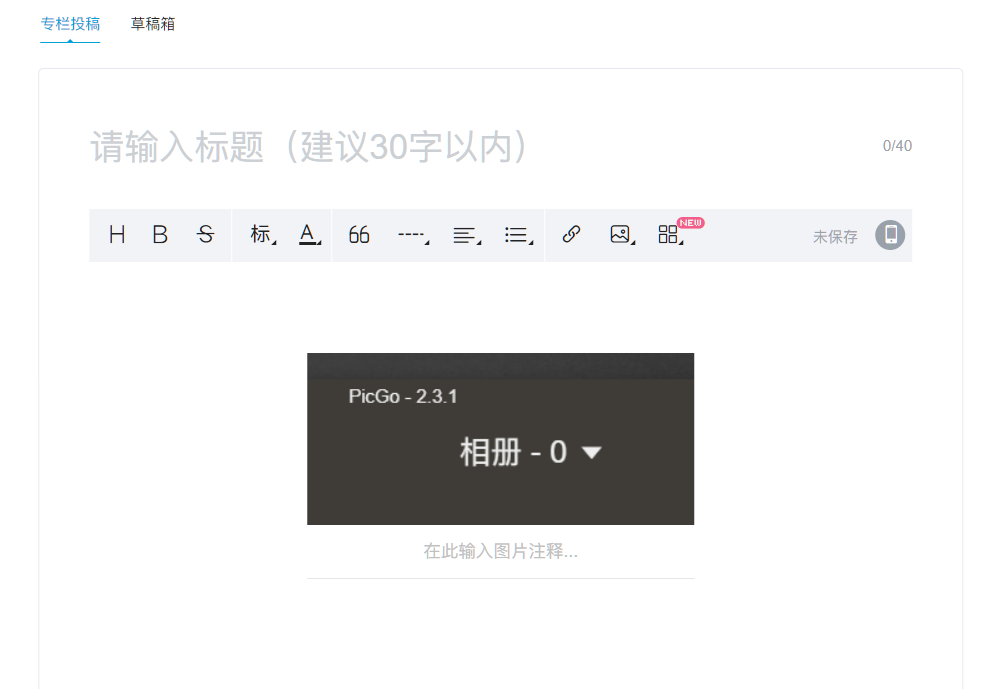 专栏投稿 草稿箱
请输入标题（建议30字以内） 0/40
H B S 标 A 66 NEW 未保存
PicGo - 2.3.1
相册 - 0
在此输入图片注释...